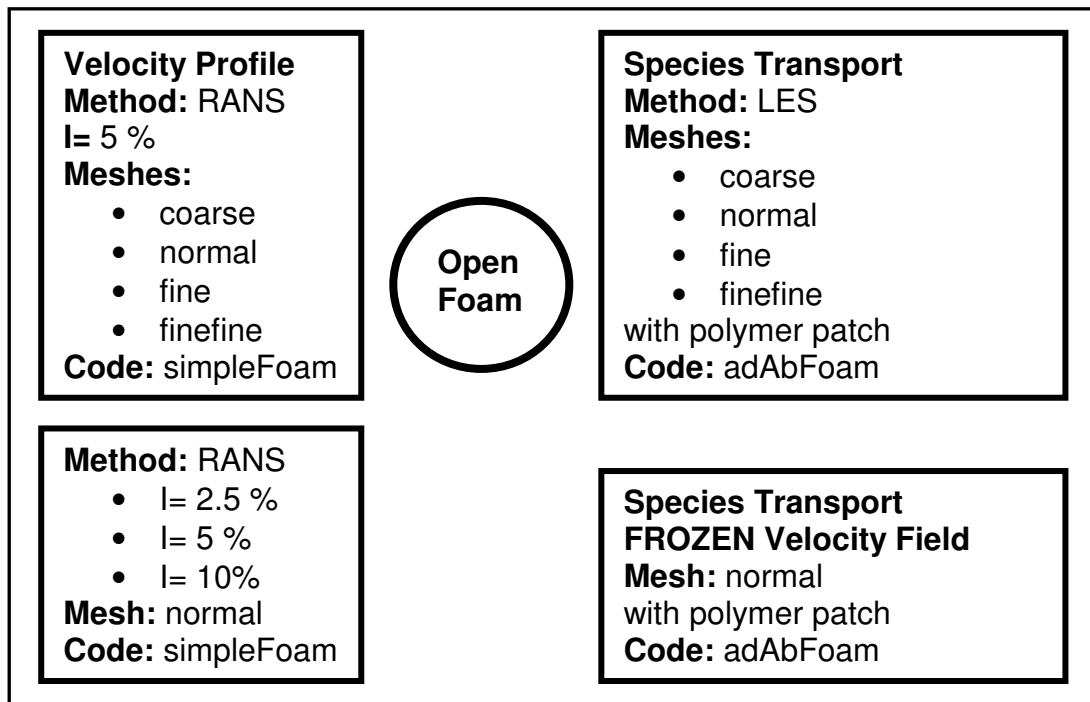 Velocity Profile
Method: RANS
I= 5 %
Meshes:
• coarse
• normal
• fine
• finefine
Code: simpleFoam
Open
Foam
Species Transport
Method: LES
Meshes:
• coarse
• normal
• fine
• finefine
with polymer patch
Code: adAbFoam
Method: RANS
• I= 2.5 %
• I= 5 %
• I= 10%
Mesh: normal
Code: simpleFoam
Species Transport
FROZEN Velocity Field
Mesh: normal
with polymer patch
Code: adAbFoam